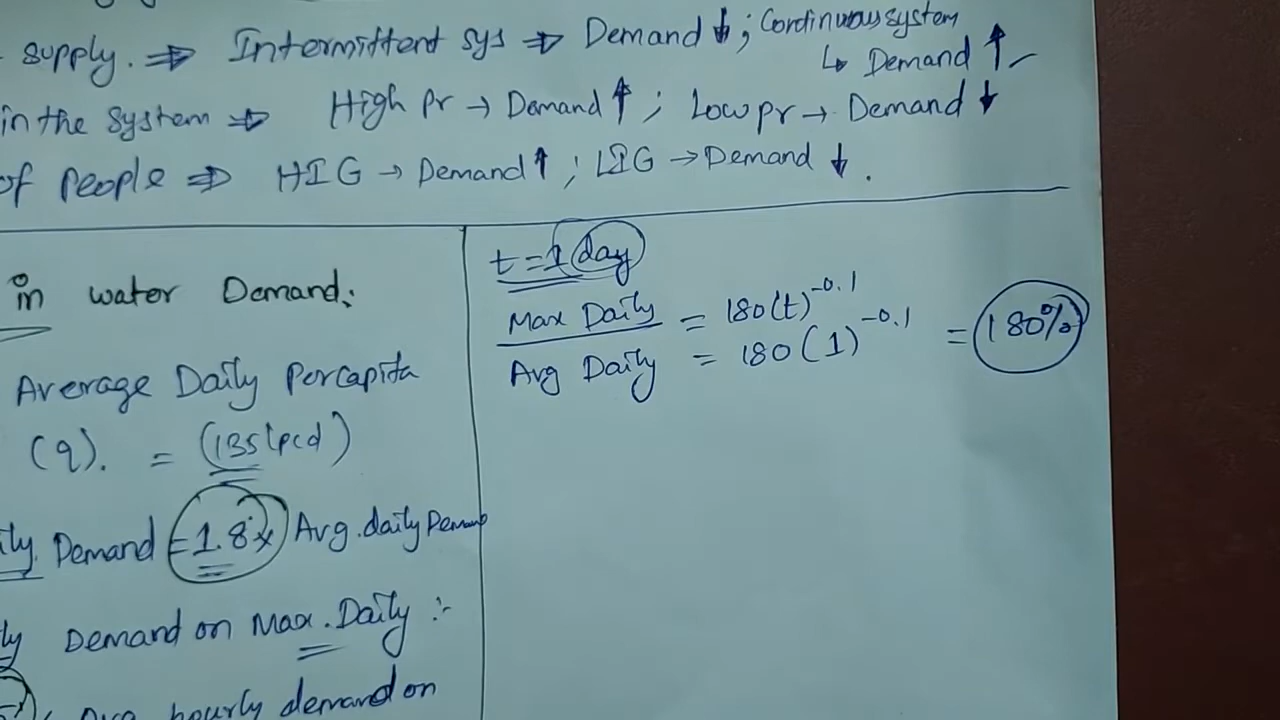 supply. ⇒ Intermittent sys ⇒ Demand ↓ ; Continuous system
↳ Demand ↑
in the system ⇒ High pr → Demand ↑ ; Low pr → Demand ↓
of people ⇒ HIG → Demand ↑ ; LIG → Demand ↓ .
in water Demand:
Average Daily Percapita
(q). = (135 lpcd)
ily Demand = 1.8 x Avg. daily Demand
ly Demand on Max. Daily :-
hourly demand on
t = 1 day
Max Daily / Avg Daily = 180 (t)^-0.1
= 180 (1)^-0.1 = 180%